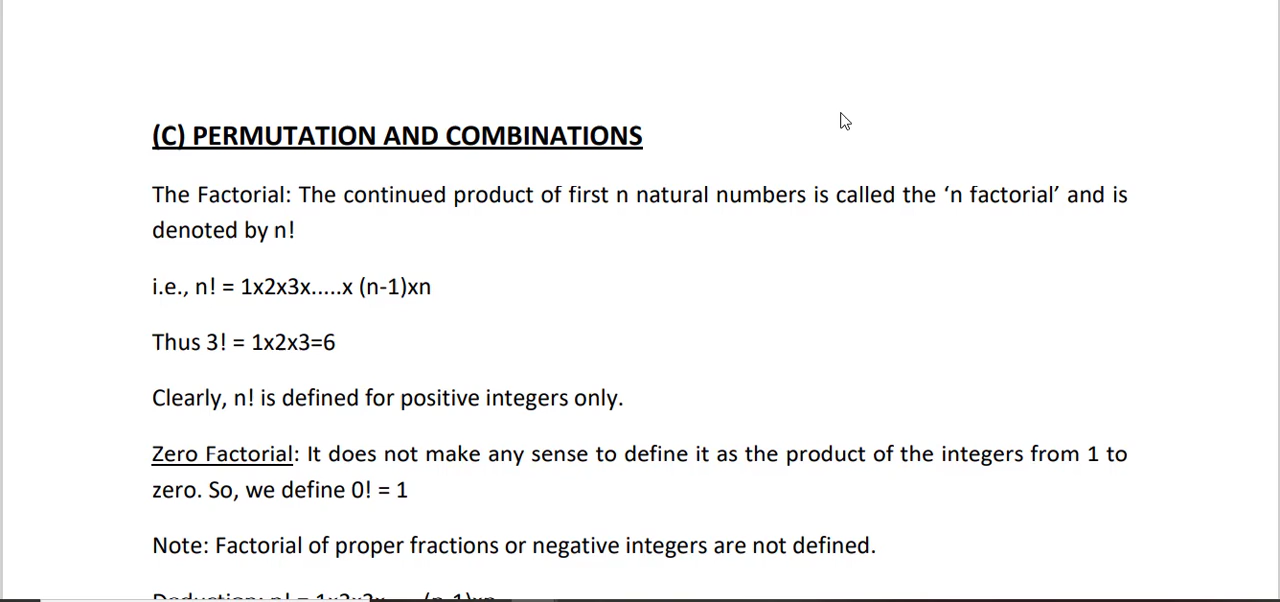 (C) PERMUTATION AND COMBINATIONS
The Factorial: The continued product of first n natural numbers is called the ‘n factorial’ and is
denoted by n!
i.e., n! = 1x2x3x.....x (n-1)xn
Thus 3! = 1x2x3=6
Clearly, n! is defined for positive integers only.
Zero Factorial: It does not make any sense to define it as the product of the integers from 1 to
zero. So, we define 0! = 1
Note: Factorial of proper fractions or negative integers are not defined.